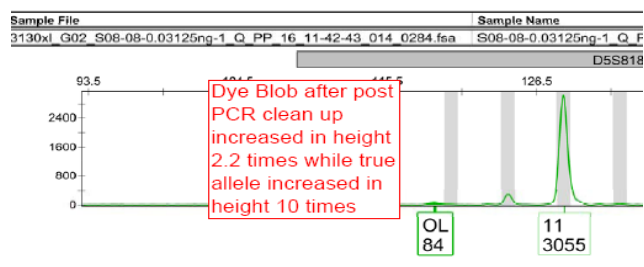 Sample File Sample Name
3130xl_G02_S08-08-0.03125ng-1_Q_PP_16_11-42-43_014_0284.fsa S08-08-0.03125ng-1_Q_P
D5S818
93.5 115.5 126.5
Dye Blob after post
PCR clean up
increased in height
2.2 times while true
allele increased in
height 10 times
2400
1600
800
0
OL
84
11
3055